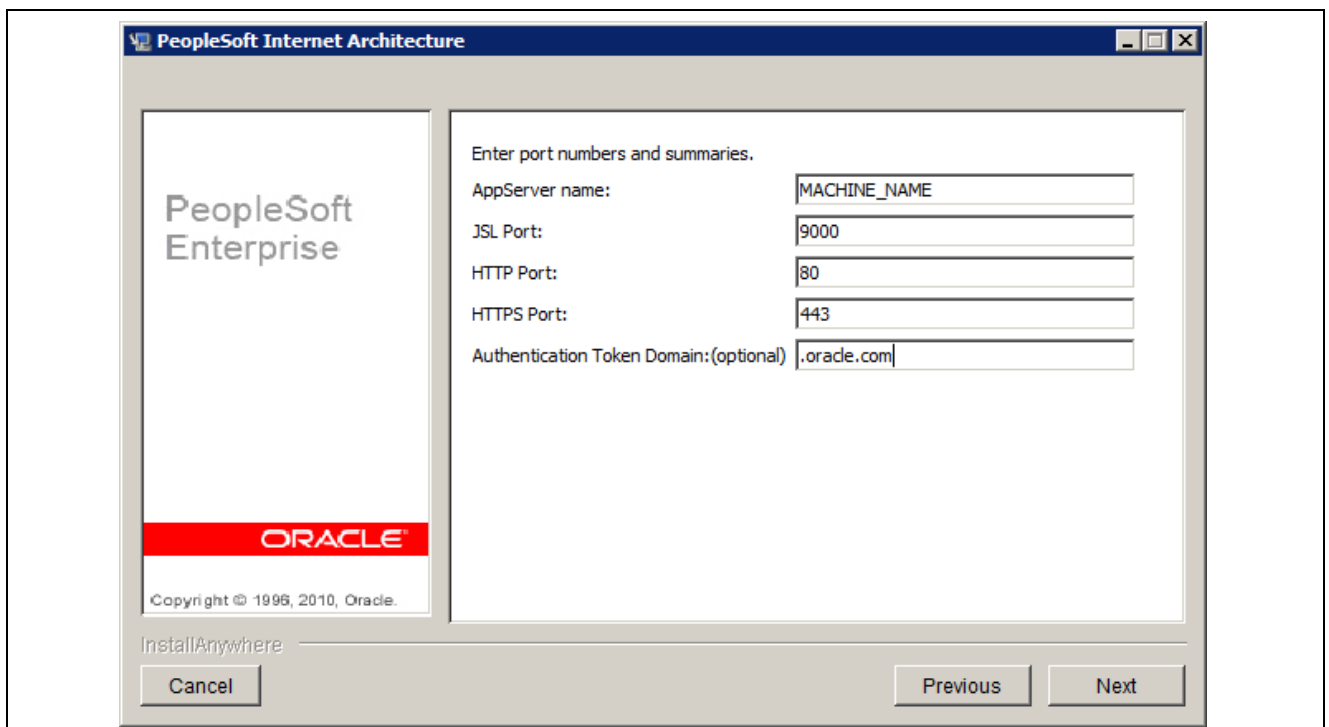 PeopleSoft Internet Architecture
PeopleSoft
Enterprise
ORACLE
Copyright © 1996, 2010, Oracle.
Enter port numbers and summaries.
AppServer name: MACHINE_NAME
JSL Port: 9000
HTTP Port: 80
HTTPS Port: 443
Authentication Token Domain:(optional) .oracle.com
InstallAnywhere
Cancel Previous Next